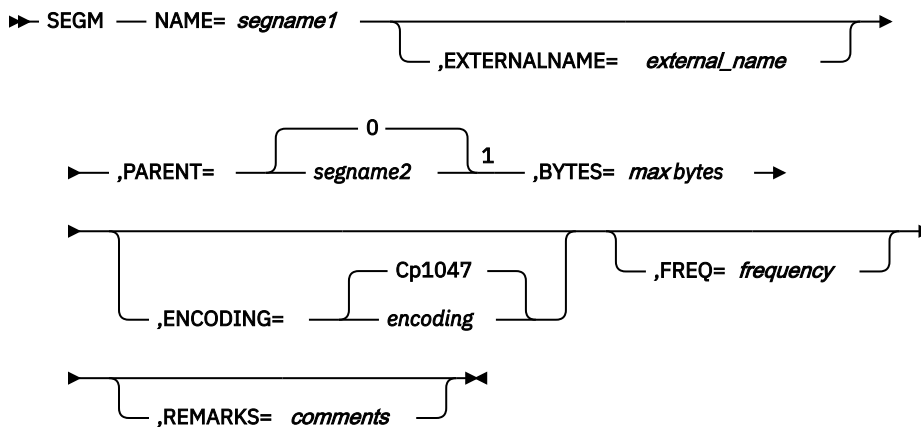 SEGM NAME= segname1
,EXTERNALNAME= external_name
0
,PARENT= segname2 1 ,BYTES= max bytes
Cp1047
,FREQ= frequency
,ENCODING= encoding
,REMARKS= comments